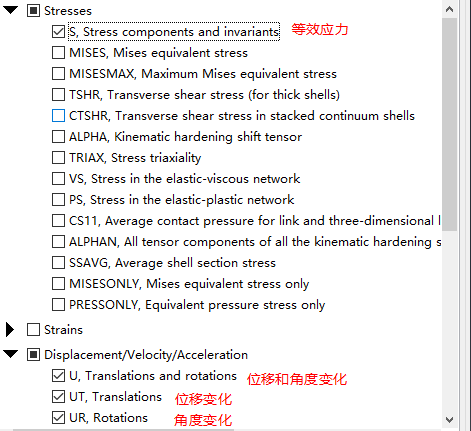 Stresses
S, Stress components and invariants 等效应力
MISES, Mises equivalent stress
MISESMAX, Maximum Mises equivalent stress
TSHR, Transverse shear stress (for thick shells)
CTSHR, Transverse shear stress in stacked continuum shells
ALPHA, Kinematic hardening shift tensor
TRIAX, Stress triaxiality
VS, Stress in the elastic-viscous network
PS, Stress in the elastic-plastic network
CS11, Average contact pressure for link and three-dimensional l
ALPHAN, All tensor components of all the kinematic hardening s
SSAVG, Average shell section stress
MISESONLY, Mises equivalent stress only
PRESSONLY, Equivalent pressure stress only
Strains
Displacement/Velocity/Acceleration
U, Translations and rotations 位移和角度变化
UT, Translations 位移变化
UR, Rotations 角度变化